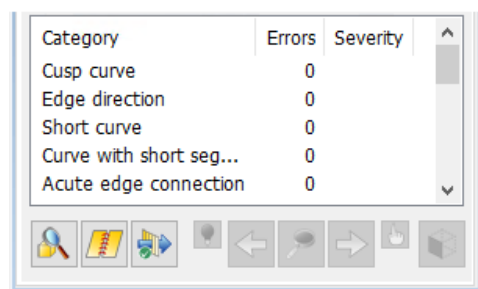 Category Errors Severity
Cusp curve 0
Edge direction 0
Short curve 0
Curve with short seg... 0
Acute edge connection 0